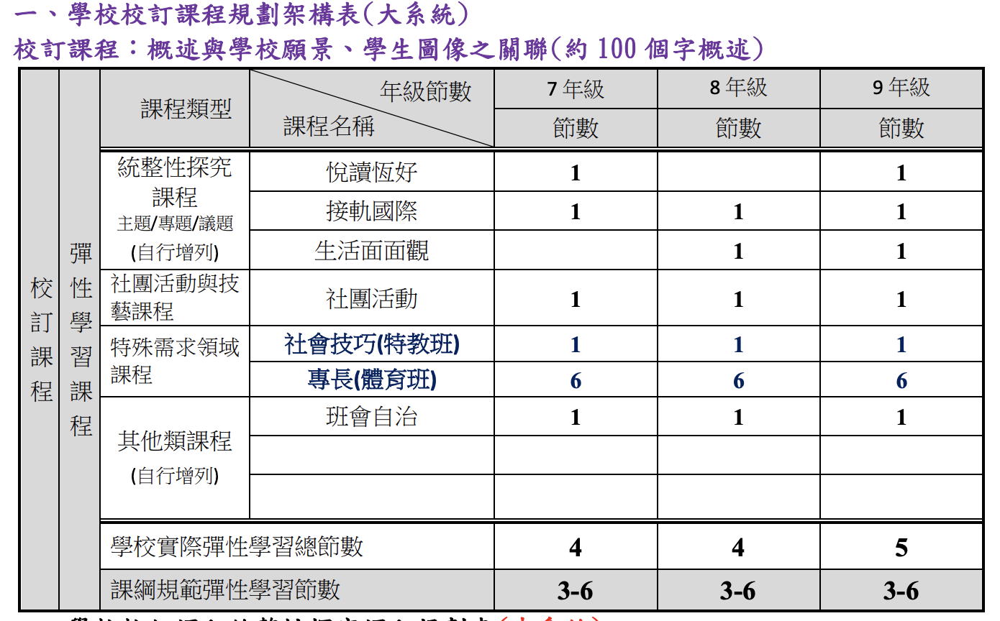 一、學校校訂課程規劃架構表(大系統)
校訂課程：概述與學校願景、學生圖像之關聯(約 100 個字概述)
校訂課程
彈性學習課程
課程類型
年級節數
課程名稱
7 年級
8 年級
9 年級
節數
節數
節數
統整性探究
課程
主題/專題/議題
(自行增列)
悅讀恆好
1
1
接軌國際
1
1
1
生活面面觀
1
1
社團活動與技
藝課程
社團活動
1
1
1
特殊需求領域
課程
社會技巧(特教班)
1
1
1
專長(體育班)
6
6
6
其他類課程
(自行增列)
班會自治
1
1
1
學校實際彈性學習總節數
4
4
5
課綱規範彈性學習節數
3-6
3-6
3-6